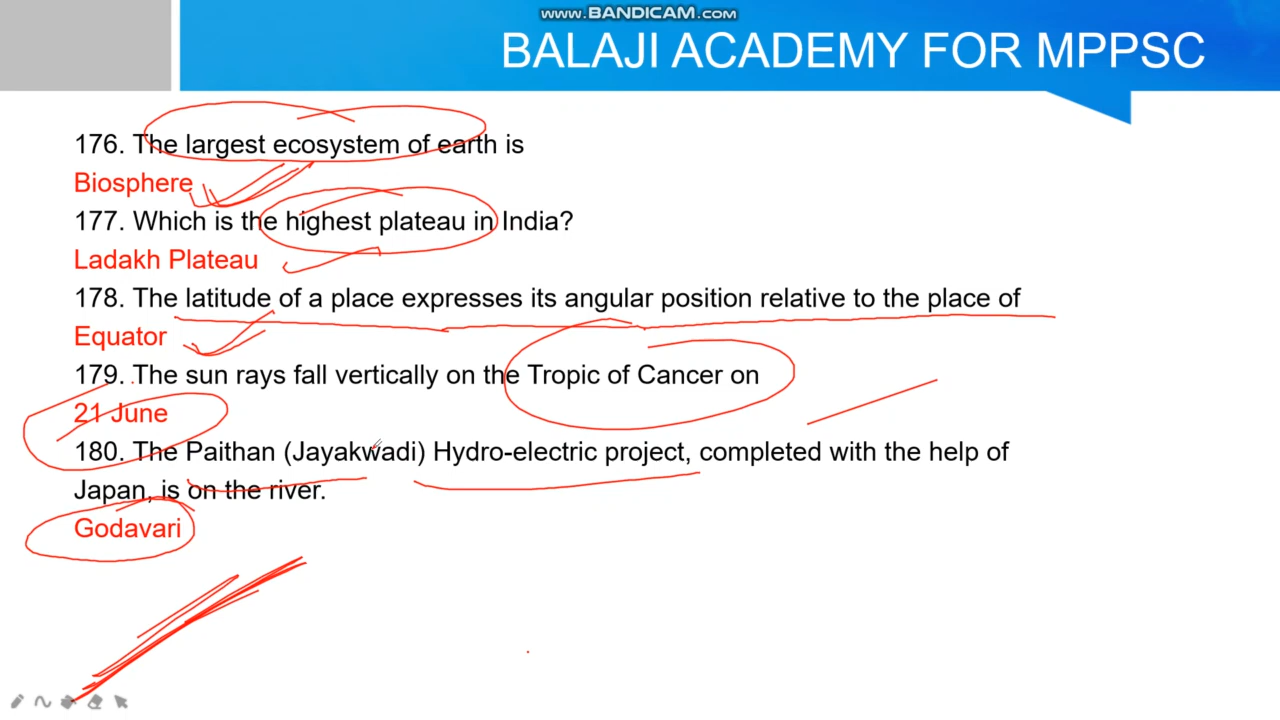 www.BANDICAM.com
BALAJI ACADEMY FOR MPPSC
176. The largest ecosystem of earth is
Biosphere
177. Which is the highest plateau in India?
Ladakh Plateau
178. The latitude of a place expresses its angular position relative to the place of
Equator
179. The sun rays fall vertically on the Tropic of Cancer on
21 June
180. The Paithan (Jayakwadi) Hydro-electric project, completed with the help of
Japan, is on the river.
Godavari